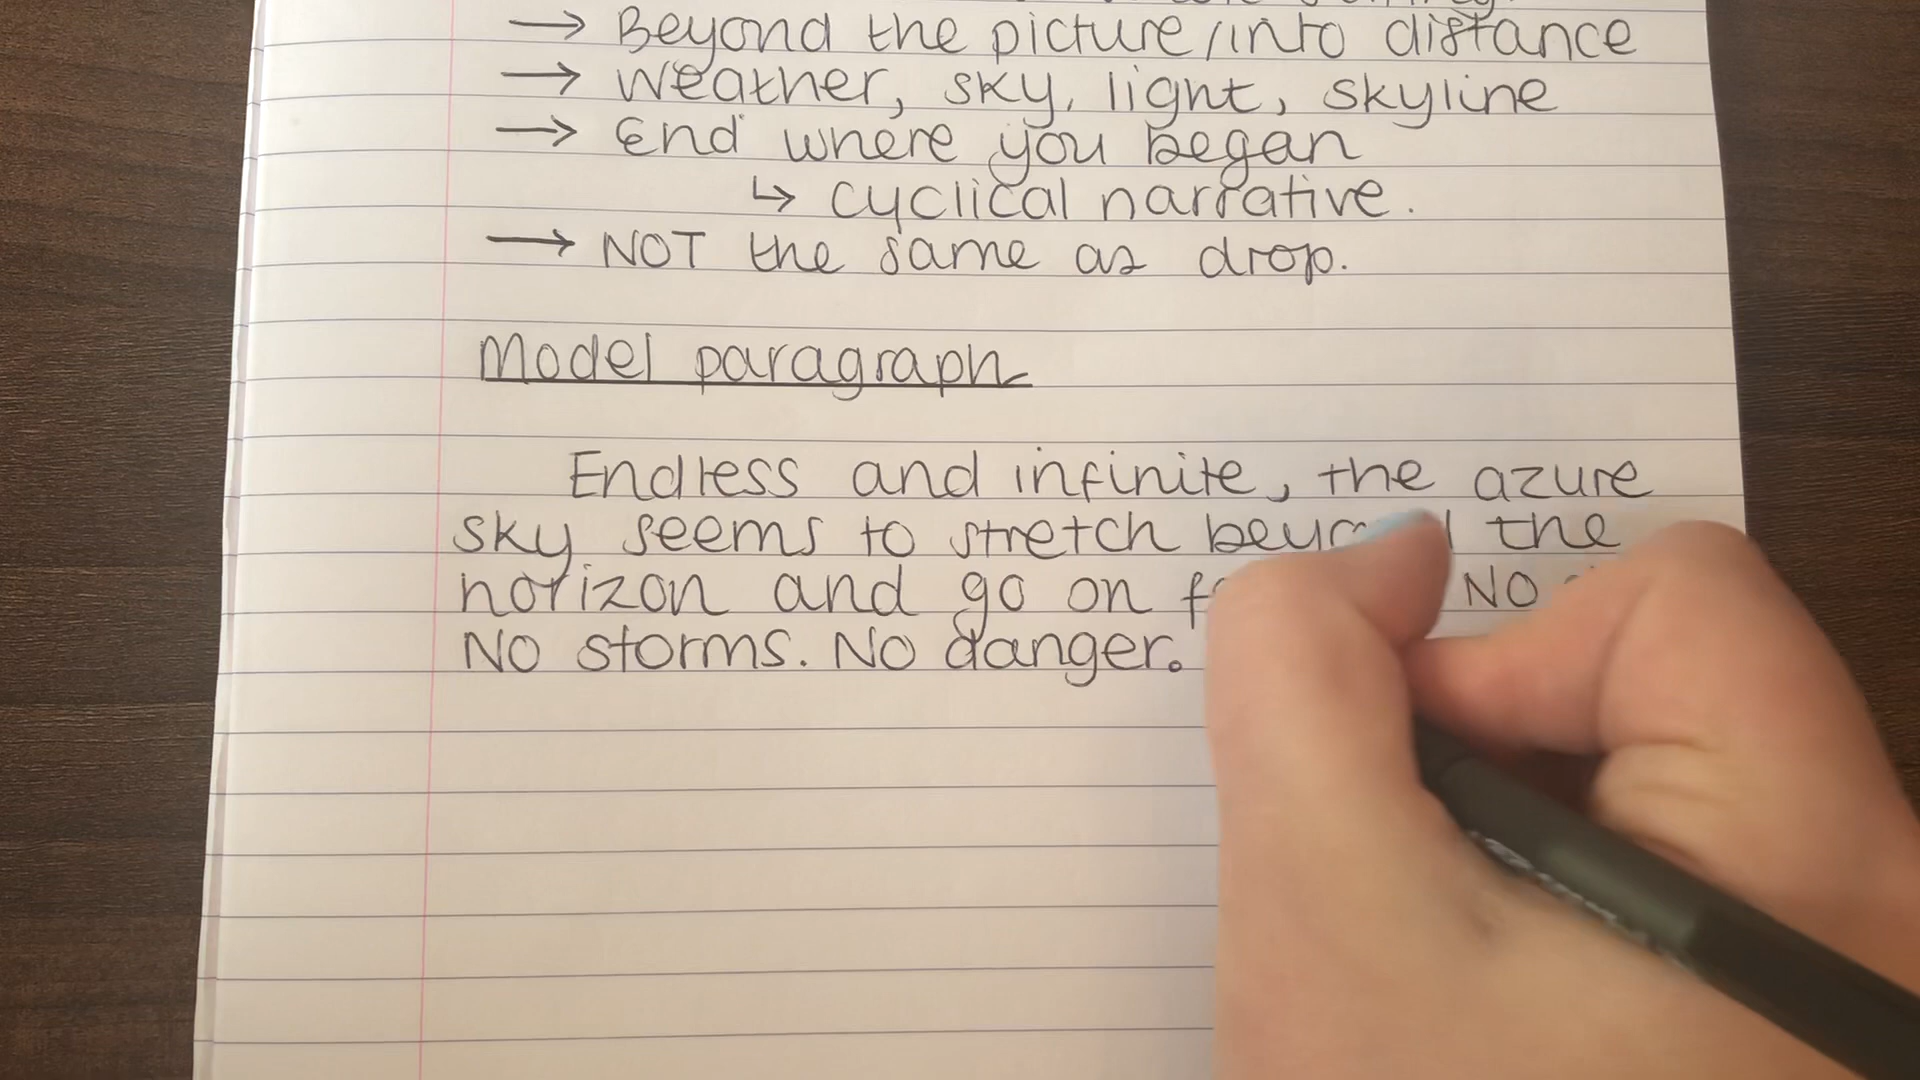 → Beyond the picture/into distance
→ Weather, sky, light, skyline
→ End where you began
↳ cyclical narrative.
→ NOT the same as drop.
Model paragraph
Endless and infinite, the azure
sky seems to stretch the
horizon and go on No
No storms. No danger.